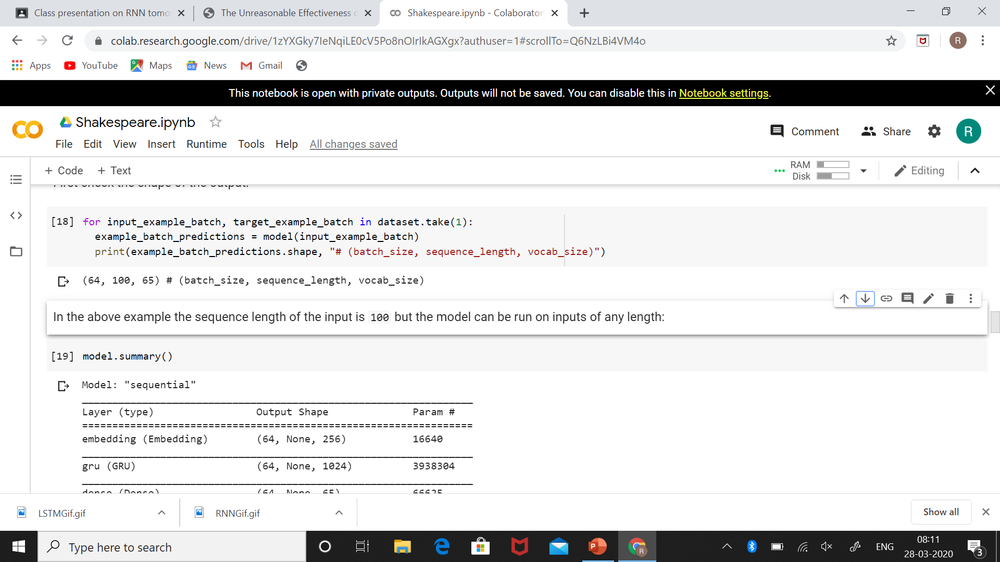 Class presentation on RNN tomo
The Unreasonable Effectiveness o
Shakespeare.ipynb - Colaborator
colab.research.google.com/drive/1zYXGky7IeNqiLE0cV5Po8nOIrIkAGXgx?authuser=1#scrollTo=Q6NzLBi4VM4o
R
Apps YouTube Maps News Gmail
This notebook is open with private outputs. Outputs will not be saved. You can disable this in Notebook settings.
Shakespeare.ipynb
Comment Share R
File Edit View Insert Runtime Tools Help All changes saved
+ Code + Text
RAM
Disk
Editing
First check the shape of the output:
[18] for input_example_batch, target_example_batch in dataset.take(1):
example_batch_predictions = model(input_example_batch)
print(example_batch_predictions.shape, "# (batch_size, sequence_length, vocab_size)")
(64, 100, 65) # (batch_size, sequence_length, vocab_size)
In the above example the sequence length of the input is 100 but the model can be run on inputs of any length:
[19] model.summary()
Model: "sequential"
_________________________________________________________________
Layer (type) Output Shape Param #
=================================================================
embedding (Embedding) (64, None, 256) 16640
_________________________________________________________________
gru (GRU) (64, None, 1024) 3938304
_________________________________________________________________
dense (Dense) (64, None, 65) 66625
LSTMGif.gif RNNGif.gif Show all
Type here to search
ENG
08:11
28-03-2020
3